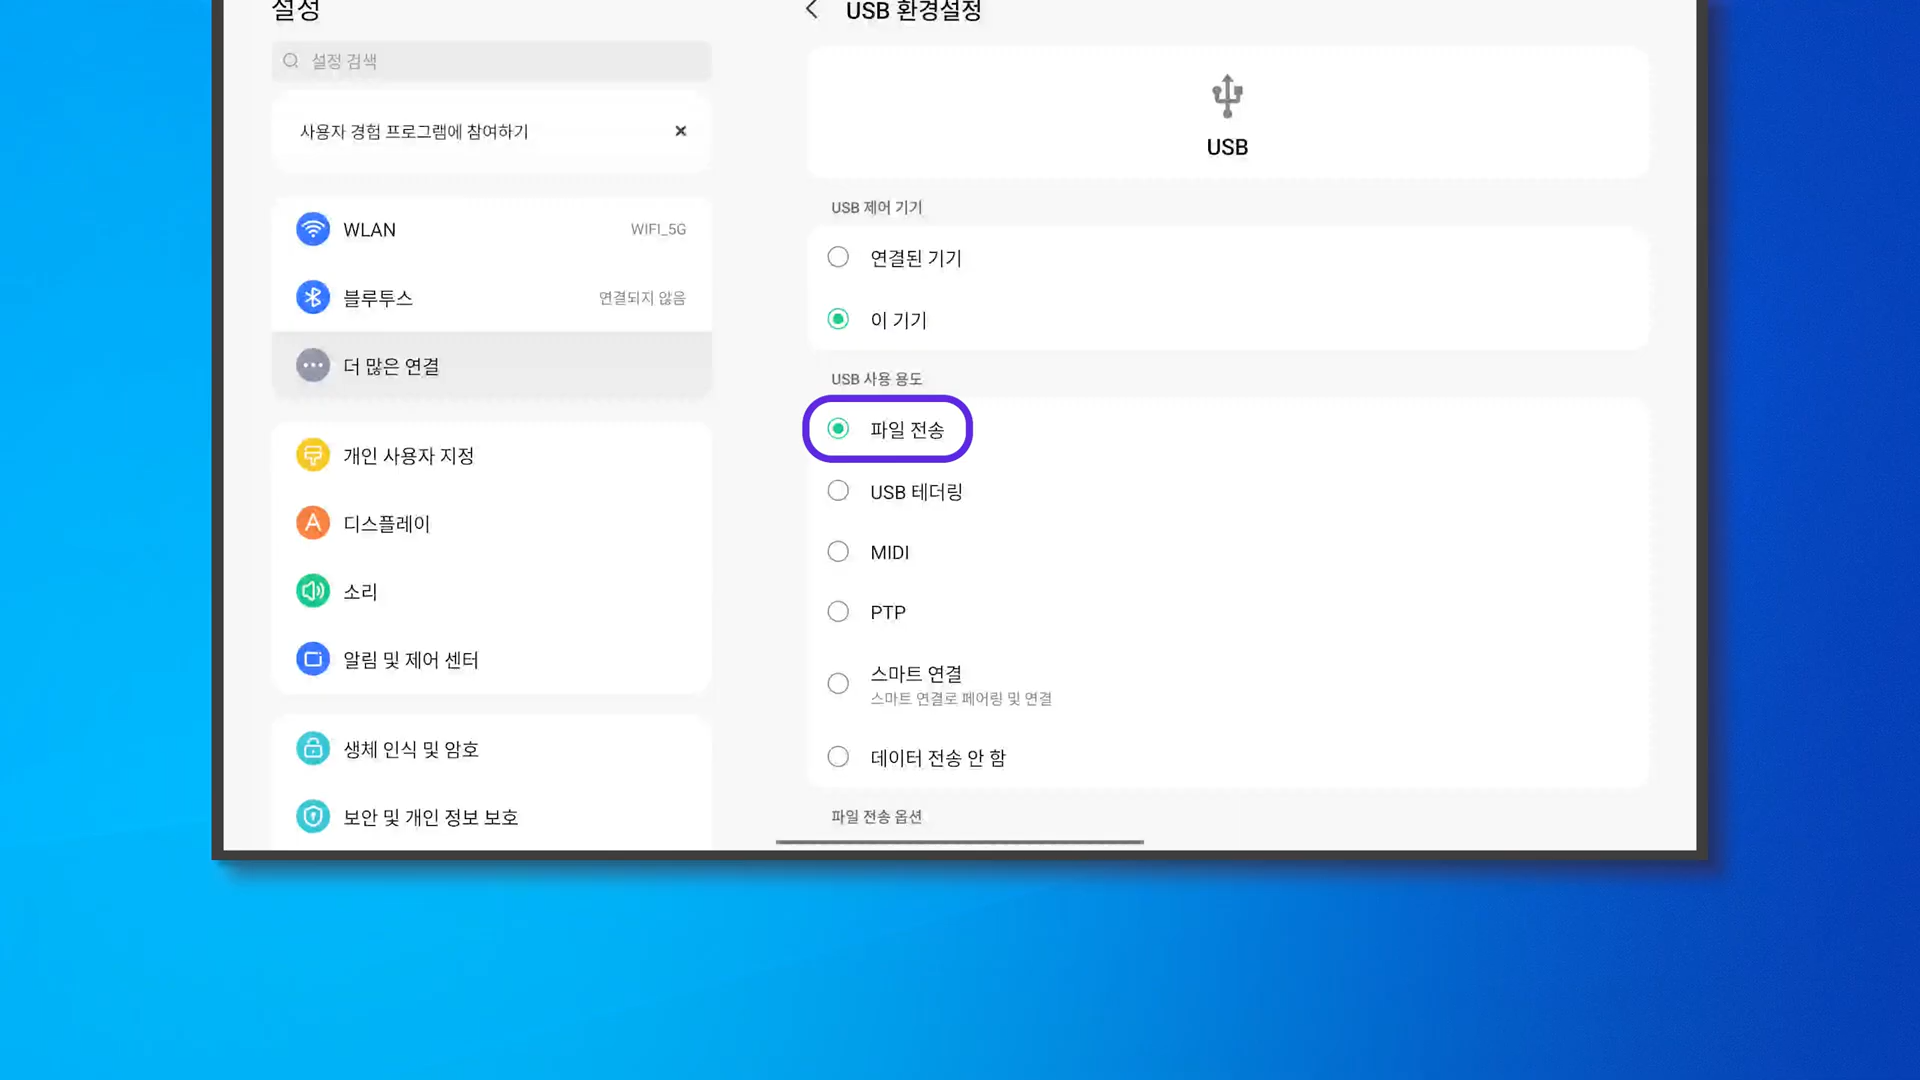 설정
설정 검색
사용자 경험 프로그램에 참여하기
WLAN
WIFI_5G
블루투스
연결되지 않음
더 많은 연결
개인 사용자 지정
디스플레이
소리
알림 및 제어 센터
생체 인식 및 암호
보안 및 개인 정보 보호
USB 환경설정
USB
USB 제어 기기
연결된 기기
이 기기
USB 사용 용도
파일 전송
USB 테더링
MIDI
PTP
스마트 연결
스마트 연결로 페어링 및 연결
데이터 전송 안 함
파일 전송 옵션